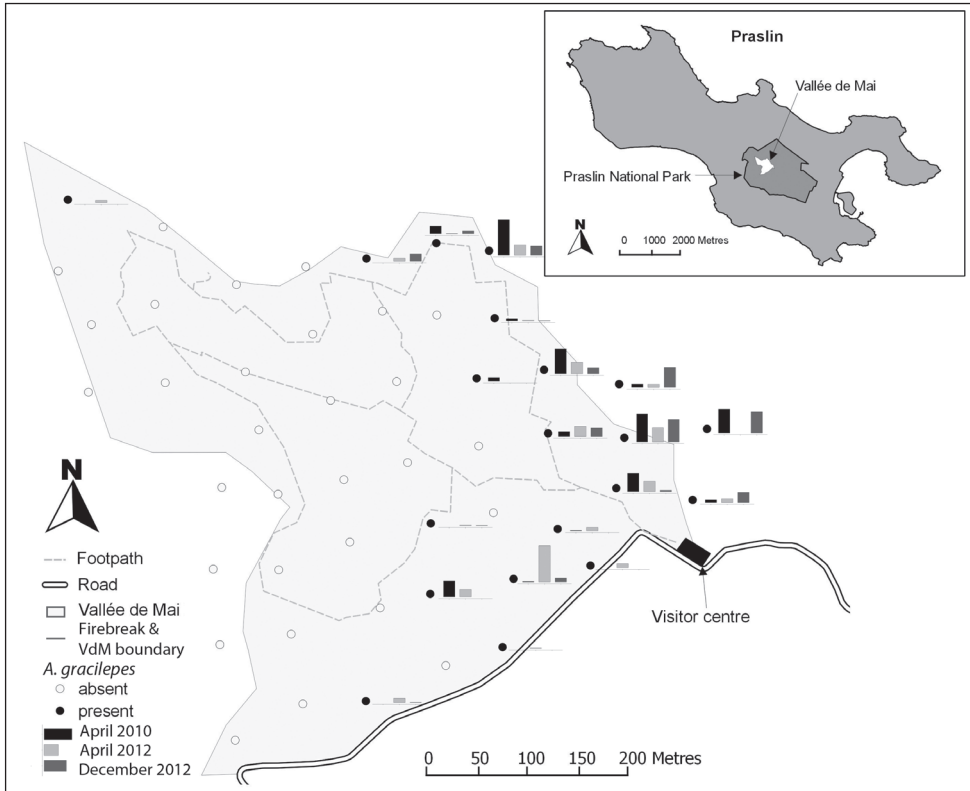 Praslin
Vallée de Mai
Praslin National Park
N
0 1000 2000 Metres
N
Footpath
Road
Vallée de Mai
Firebreak &
VdM boundary
A. gracilepes
absent
present
April 2010
April 2012
December 2012
Visitor centre
0 50 100 150 200 Metres